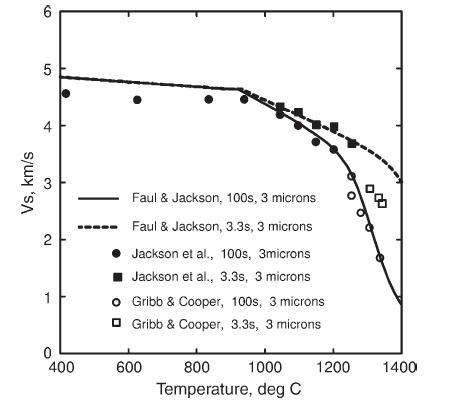 6
5
4
3
2
1
0
Vs, km/s
Faul & Jackson, 100s, 3 microns
Faul & Jackson, 3.3s, 3 microns
Jackson et al., 100s, 3microns
Jackson et al., 3.3s, 3 microns
Gribb & Cooper, 100s, 3 microns
Gribb & Cooper, 3.3s, 3 microns
400 600 800 1000 1200 1400
Temperature, deg C